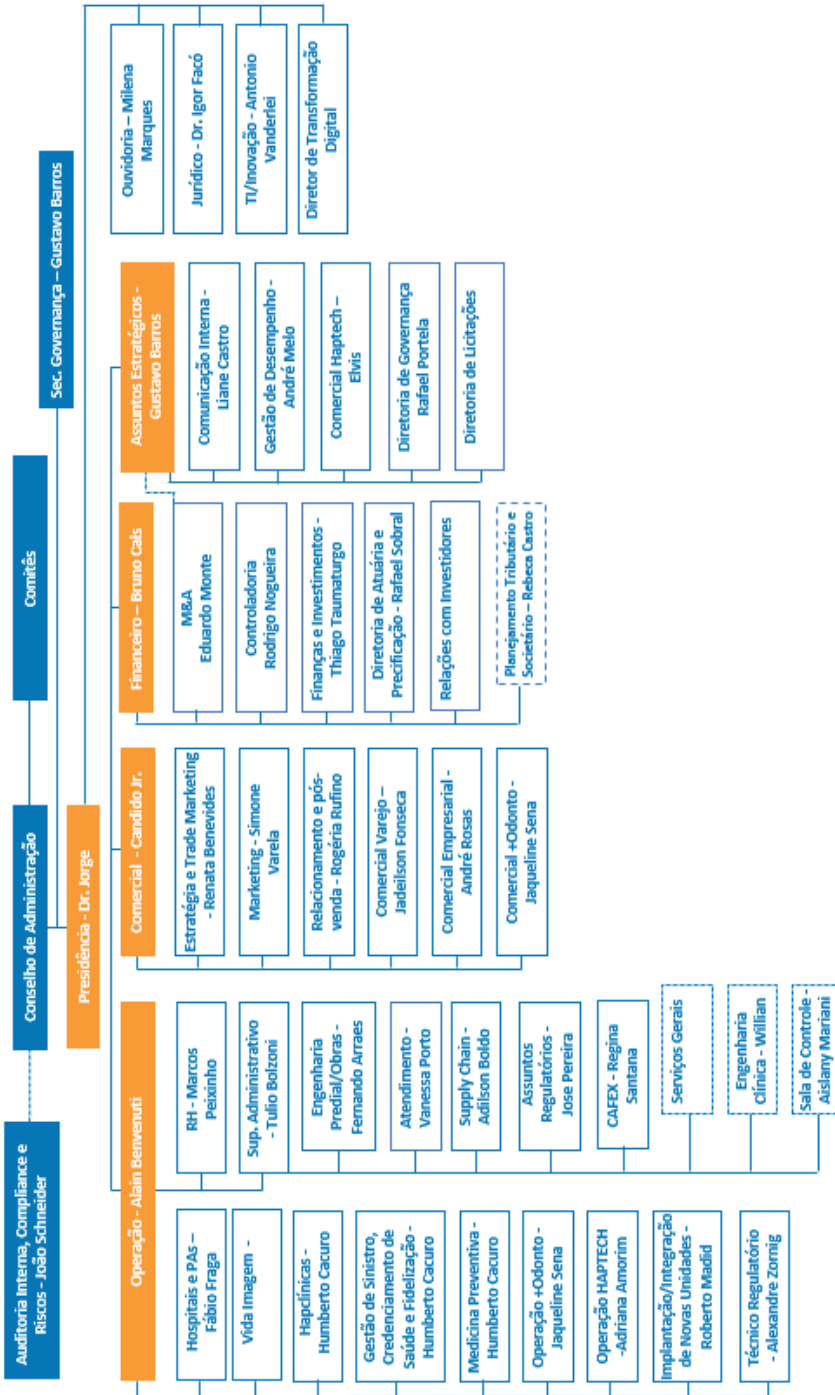 Auditoria Interna, Compliance e
Riscos - João Schneider
Conselho de Administração
Comitês
Sec. Governança – Gustavo Barros
Presidência - Dr. Jorge
Operação - Alain Benvenuti
Comercial - Candido Jr.
Financeiro – Bruno Cals
Assuntos Estratégicos -
Gustavo Barros
Hospitais e PAs –
Fábio Fraga
Vida Imagem -
Hapclínicas -
Humberto Cacuro
Gestão de Sinistro,
Credenciamento de
Saúde e Fidelização -
Humberto Cacuro
Medicina Preventiva -
Humberto Cacuro
Operação +Odonto -
Jaqueline Sena
Operação HAPTECH
-Adriana Amorim
Implantação/Integração
de Novas Unidades -
Roberto Madid
Técnico Regulatório
- Alexandre Zornig
RH - Marcos
Peixinho
Sup. Administrativo
- Tulio Bolzoni
Engenharia
Predial/Obras -
Fernando Arraes
Atendimento -
Vanessa Porto
Supply Chain -
Adilson Boldo
Assuntos
Regulatórios -
Jose Pereira
CAFEX - Regina
Santana
Serviços Gerais
Engenharia
Clínica - Willian
Sala de Controle -
Aislany Mariani
Estratégia e Trade Marketing
- Renata Benevides
Marketing - Simone
Varela
Relacionamento e pós-
venda - Rogéria Rufino
Comercial Varejo –
Jadeilson Fonseca
Comercial Empresarial -
André Rosas
Comercial +Odonto -
Jaqueline Sena
M&A
Eduardo Monte
Controladoria
Rodrigo Nogueira
Finanças e Investimentos -
Thiago Taumaturgo
Diretoria de Atuária e
Precificação - Rafael Sobral
Relações com Investidores
Planejamento Tributário e
Societário – Rebeca Castro
Comunicação Interna -
Liane Castro
Gestão de Desempenho -
André Melo
Comercial Haptech –
Elvis
Diretoria de Governança
Rafael Portela
Diretoria de Licitações
Ouvidoria – Milena
Marques
Jurídico - Dr. Igor Facó
TI/Inovação - Antonio
Vanderlei
Diretor de Transformação
Digital